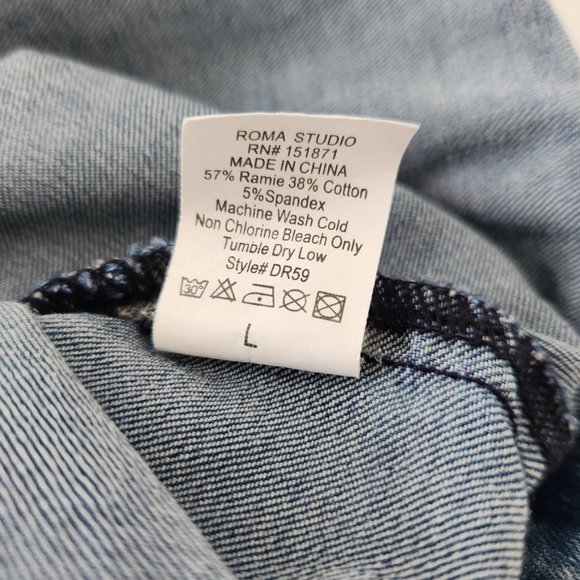 ROMA STUDIO
RN# 151871
MADE IN CHINA
57% Ramie 38% Cotton
5%Spandex
Machine Wash Cold
Non Chlorine Bleach Only
Tumble Dry Low
Style# DR59
30°
L